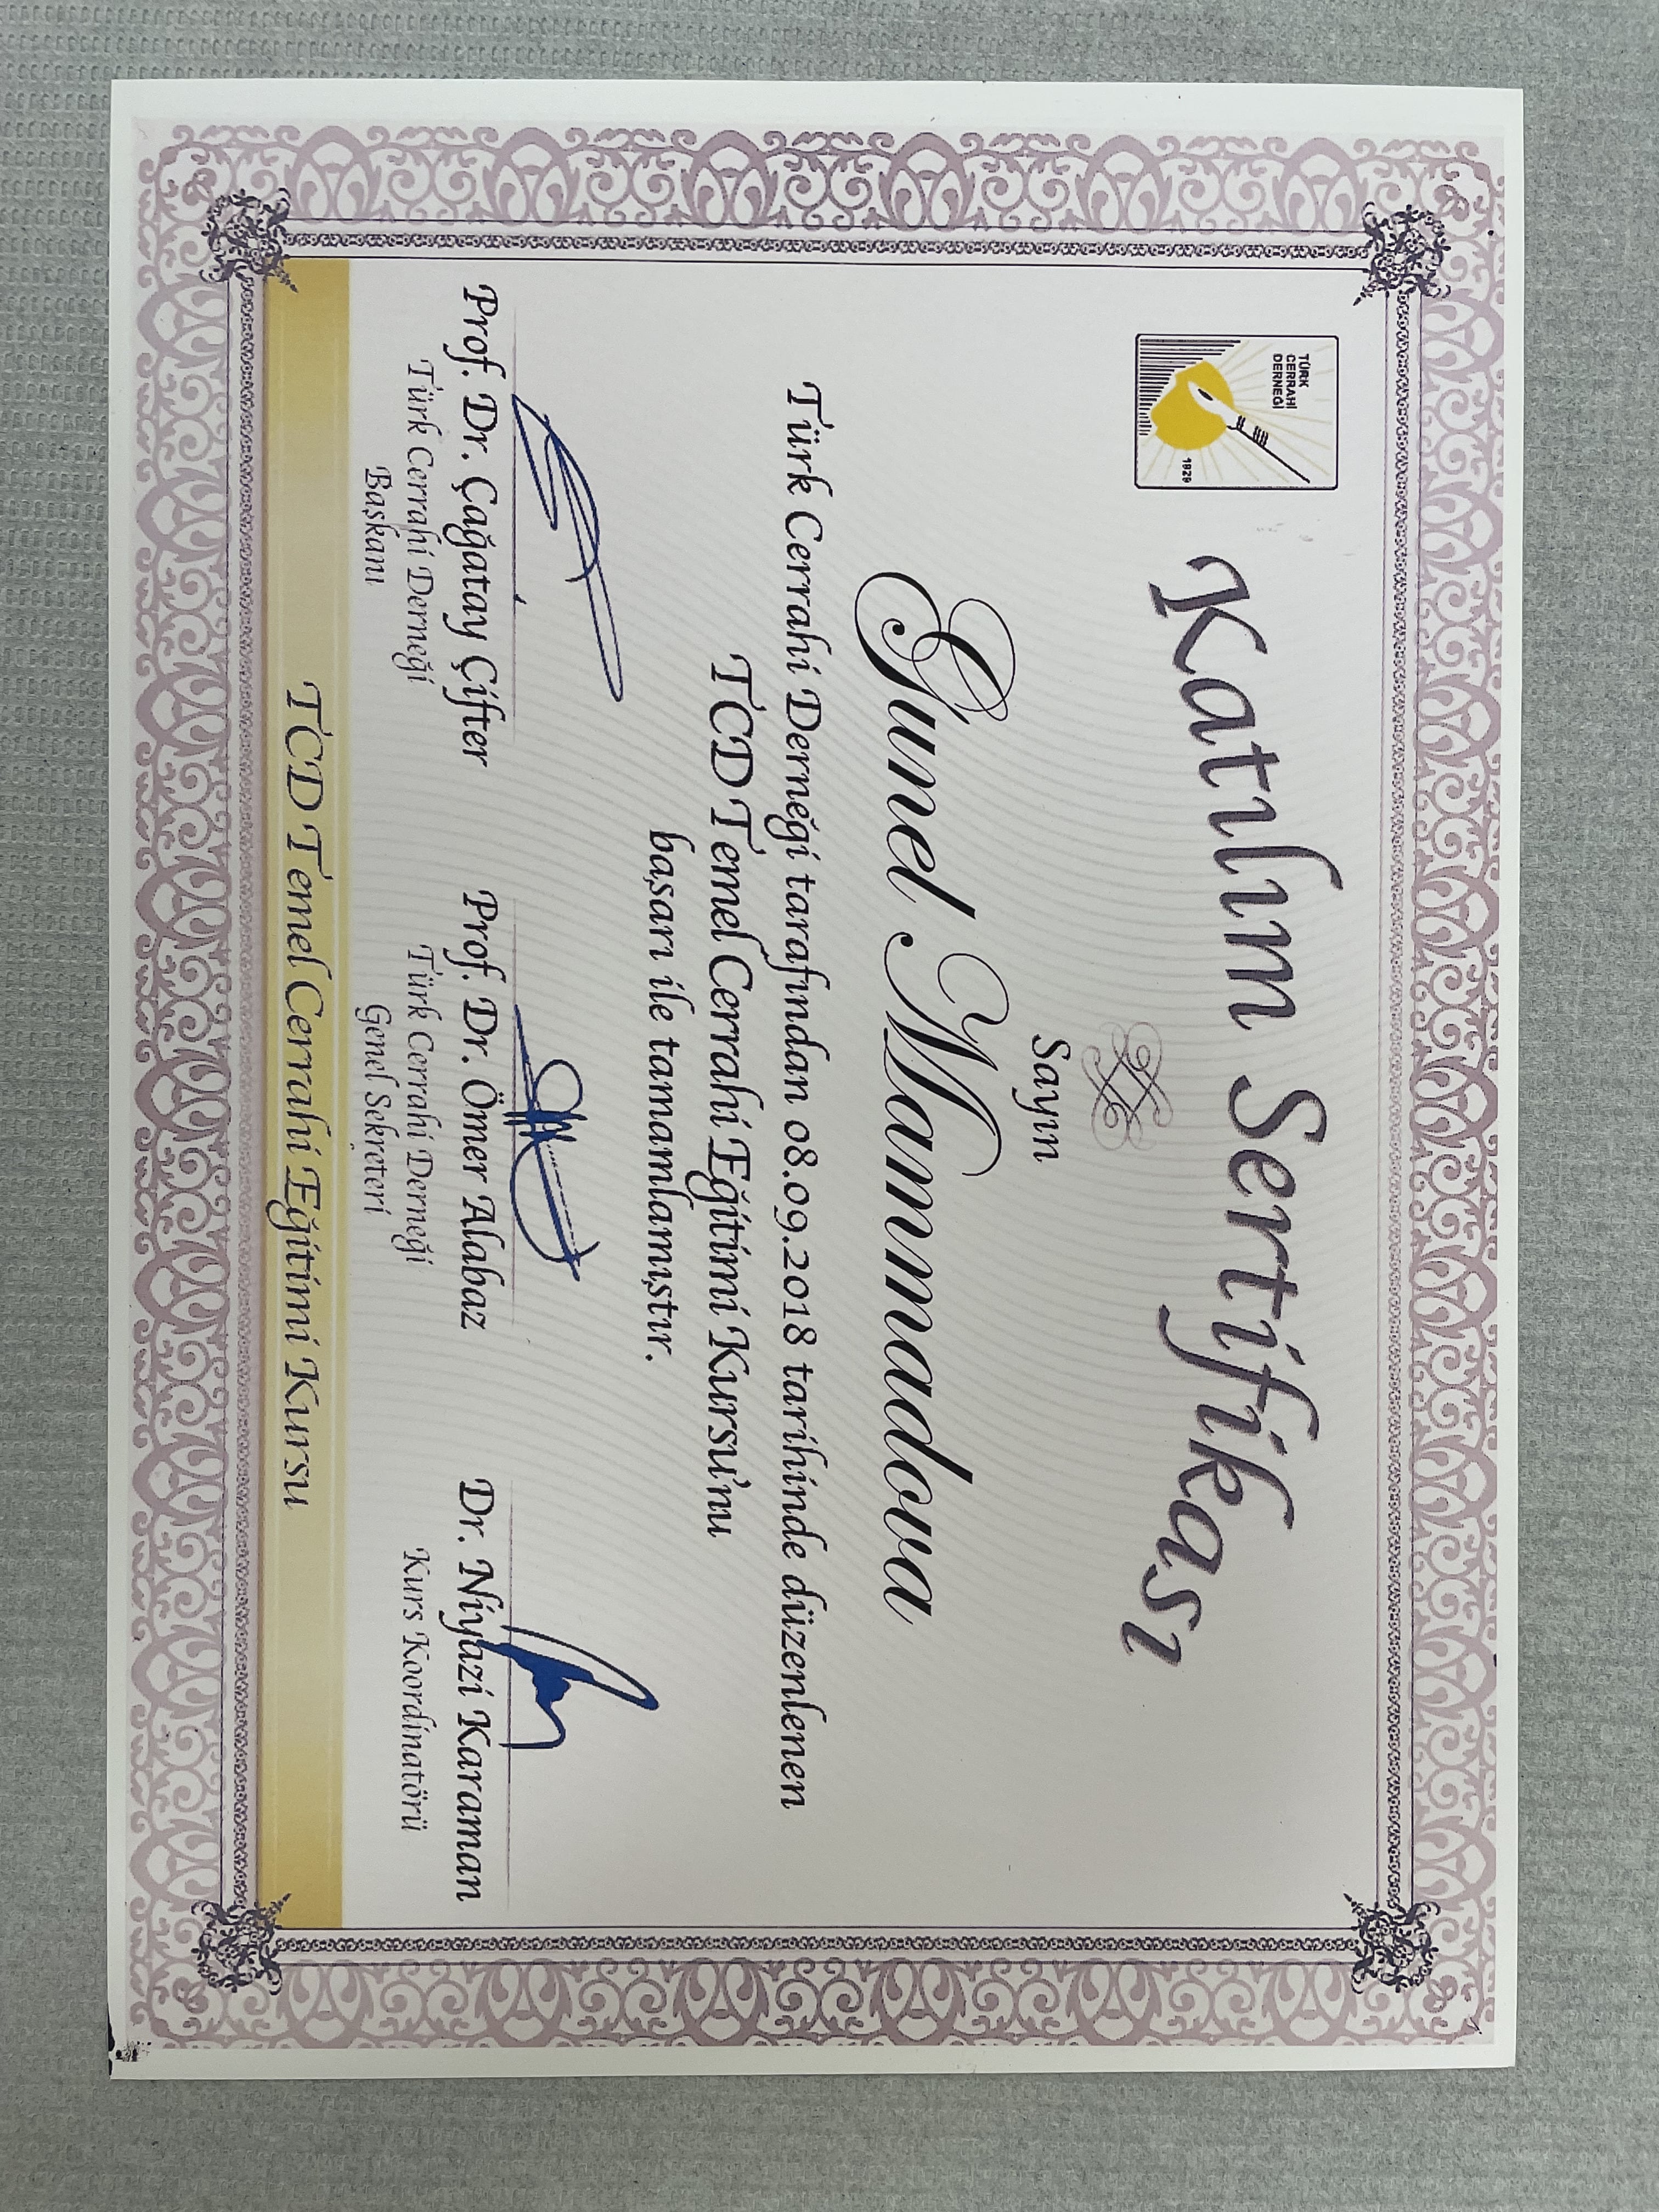 TÜRK
CERRAHİ
DERNEĞİ
1929
Katılım Sertifikası
Sayın
Gunel Mammadova
Türk Cerrahi Derneği tarafından 08.09.2018 tarihinde düzenlenen
TCD Temel Cerrahi Eğitimi Kursu'nu
başarı ile tamamlamıştır.
Prof. Dr. Çağatay Çifter
Türk Cerrahi Derneği
Başkanı
Prof. Dr. Ömer Alabaz
Türk Cerrahi Derneği
Genel Sekreteri
Dr. Niyazi Karaman
Kurs Koordinatörü
TCD Temel Cerrahi Eğitimi Kursu